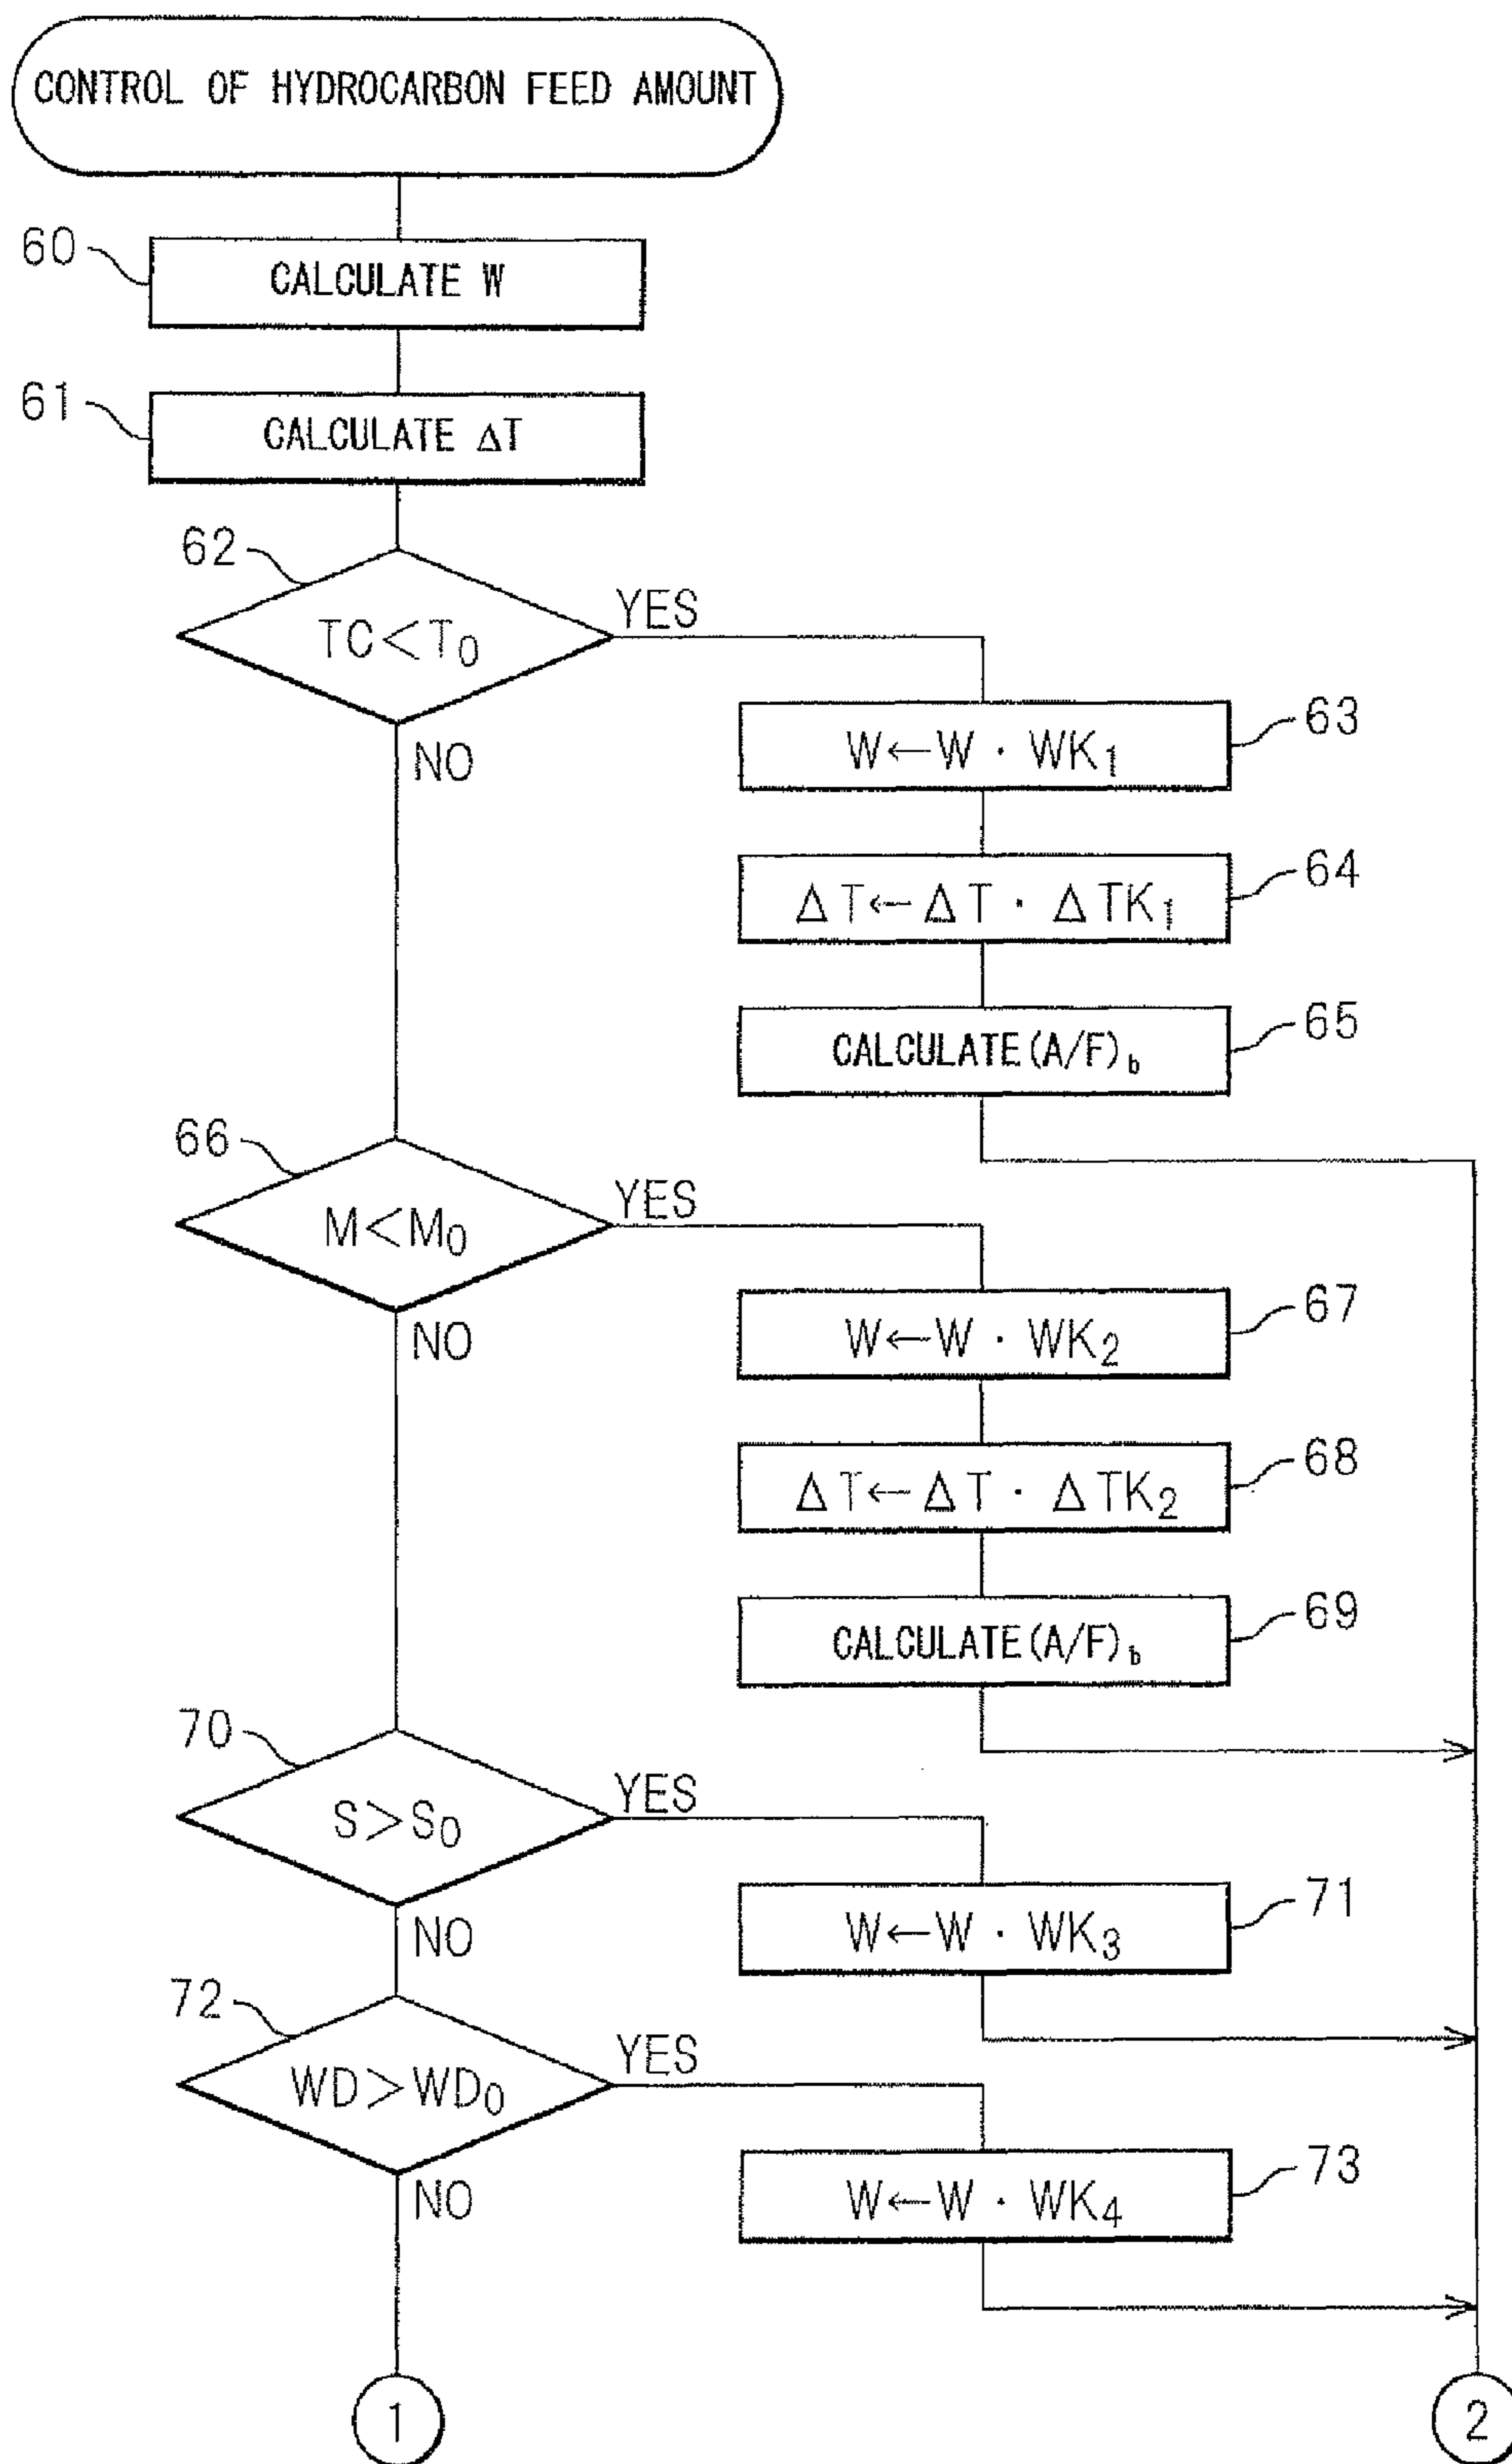 CONTROL OF HYDROCARBON FEED AMOUNT
60
CALCULATE W
61
CALCULATE ΔT
62
TC<T₀
YES
NO
63
W←W · WK₁
64
ΔT←ΔT · ΔTK₁
65
CALCULATE(A/F)b
66
M<M₀
YES
NO
67
W←W · WK₂
68
ΔT←ΔT · ΔTK₂
69
CALCULATE(A/F)b
70
S>S₀
YES
NO
71
W←W · WK₃
72
WD>WD₀
YES
NO
73
W←W · WK₄
1
2